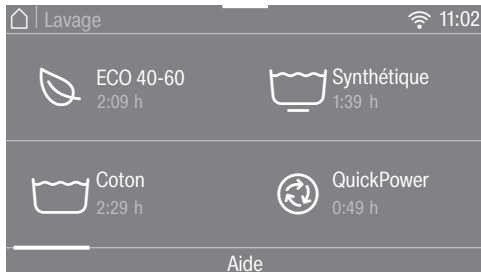 Lavage 11:02
ECO 40-60
2:09 h
Synthétique
1:39 h
Coton
2:29 h
QuickPower
0:49 h
Aide